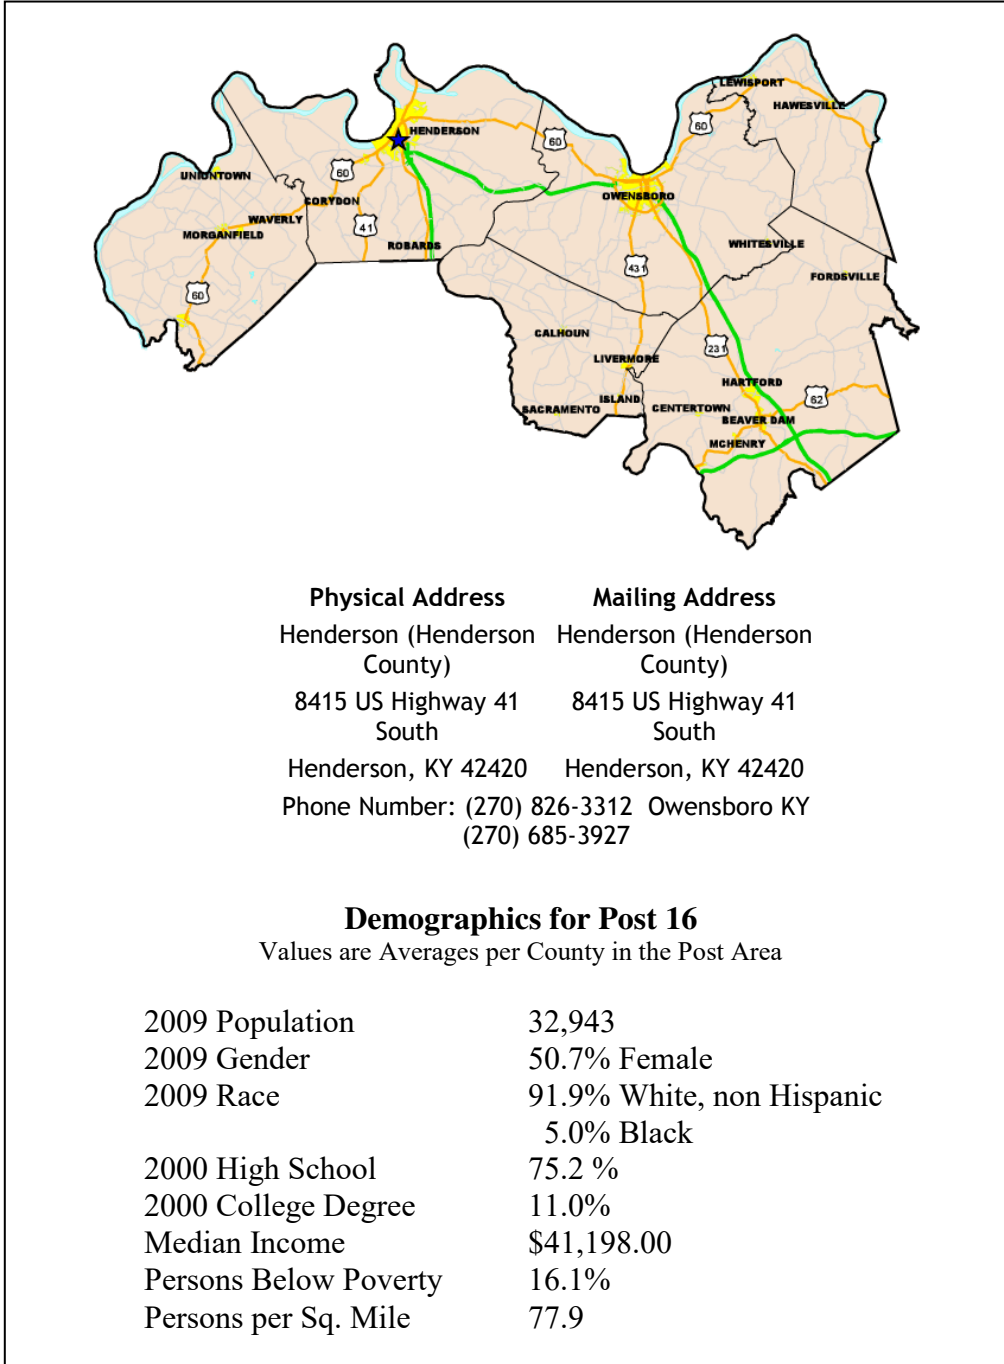 LEWISPORT
HAWESVILLE
60
HENDERSON
60
60
UNIONTOWN
CORYDON
OWENSBORO
WAVERLY
41
MORGANFIELD
ROBARDS
WHITESVILLE
431
FORDSVILLE
60
CALHOUN
231
LIVERMORE
HARTFORD
62
ISLAND
SACRAMENTO
CENTERTOWN
BEAVER DAM
MCHENRY
Physical Address Mailing Address
Henderson (Henderson Henderson (Henderson
County) County)
8415 US Highway 41 8415 US Highway 41
South South
Henderson, KY 42420 Henderson, KY 42420
Phone Number: (270) 826-3312 Owensboro KY
(270) 685-3927
Demographics for Post 16
Values are Averages per County in the Post Area
2009 Population 32,943
2009 Gender 50.7% Female
2009 Race 91.9% White, non Hispanic
5.0% Black
2000 High School 75.2 %
2000 College Degree 11.0%
Median Income $41,198.00
Persons Below Poverty 16.1%
Persons per Sq. Mile 77.9